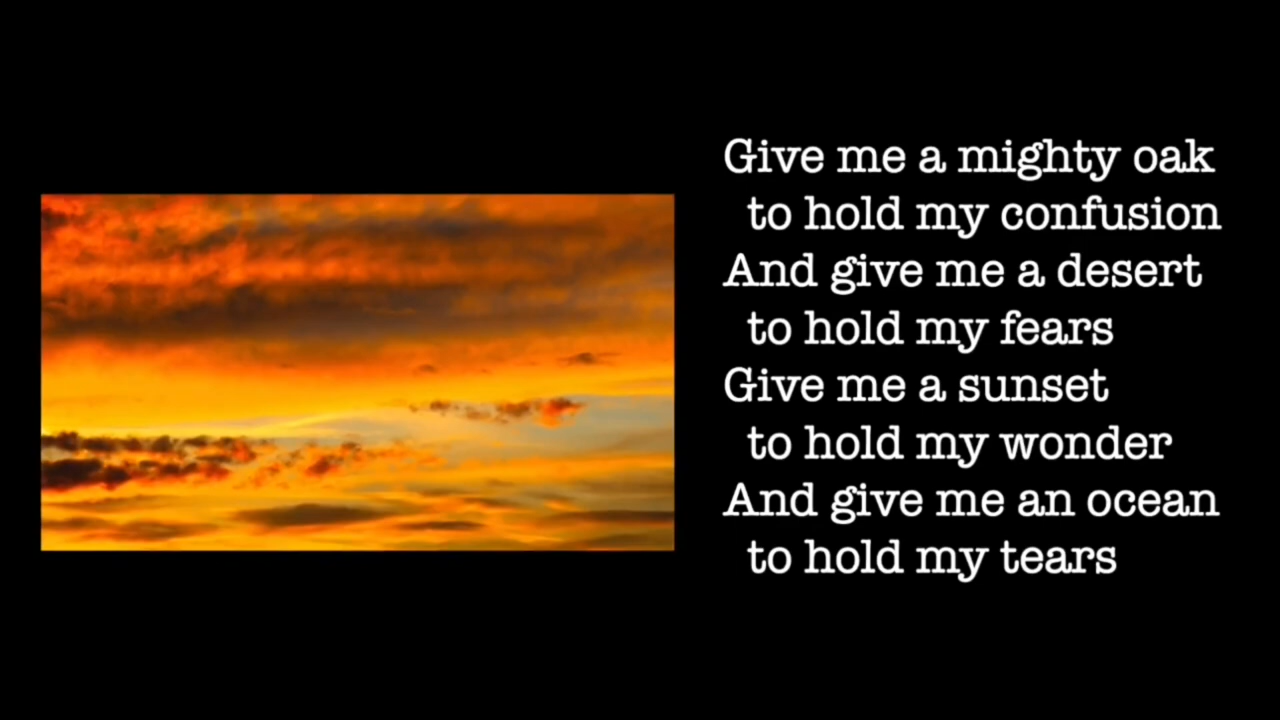 Give me a mighty oak
to hold my confusion
And give me a desert
to hold my fears
Give me a sunset
to hold my wonder
And give me an ocean
to hold my tears